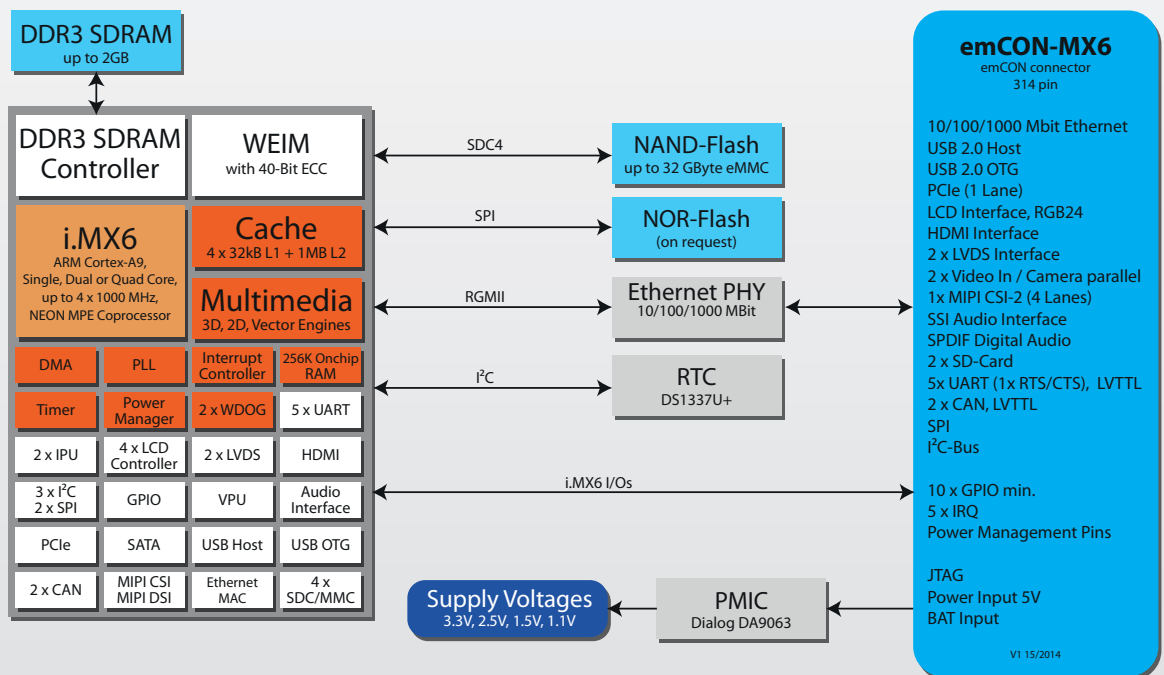 DDR3 SDRAM
up to 2GB
DDR3 SDRAM
Controller
WEIM
with 40-Bit ECC
i.MX6
ARM Cortex-A9,
Single, Dual or Quad Core,
up to 4 x 1000 MHz,
NEON MPE Coprocessor
Cache
4 x 32kB L1 + 1MB L2
Multimedia
3D, 2D, Vector Engines
DMA
PLL
Interrupt
Controller
256K Onchip
RAM
Timer
Power
Manager
2 x WDOG
5 x UART
2 x IPU
4 x LCD
Controller
2 x LVDS
HDMI
3 x I²C
2 x SPI
GPIO
VPU
Audio
Interface
PCIe
SATA
USB Host
USB OTG
2 x CAN
MIPI CSI
MIPI DSI
Ethernet
MAC
4 x
SDC/MMC
SDC4
SPI
RGMII
I²C
i.MX6 I/Os
NAND-Flash
up to 32 GByte eMMC
NOR-Flash
(on request)
Ethernet PHY
10/100/1000 MBit
RTC
DS1337U+
Supply Voltages
3.3V, 2.5V, 1.5V, 1.1V
PMIC
Dialog DA9063
emCON-MX6
emCON connector
314 pin
10/100/1000 Mbit Ethernet
USB 2.0 Host
USB 2.0 OTG
PCIe (1 Lane)
LCD Interface, RGB24
HDMI Interface
2 x LVDS Interface
2 x Video In / Camera parallel
1x MIPI CSI-2 (4 Lanes)
SSI Audio Interface
SPDIF Digital Audio
2 x SD-Card
5x UART (1x RTS/CTS), LVTTL
2 x CAN, LVTTL
SPI
I²C-Bus
10 x GPIO min.
5 x IRQ
Power Management Pins
JTAG
Power Input 5V
BAT Input
V1 15/2014